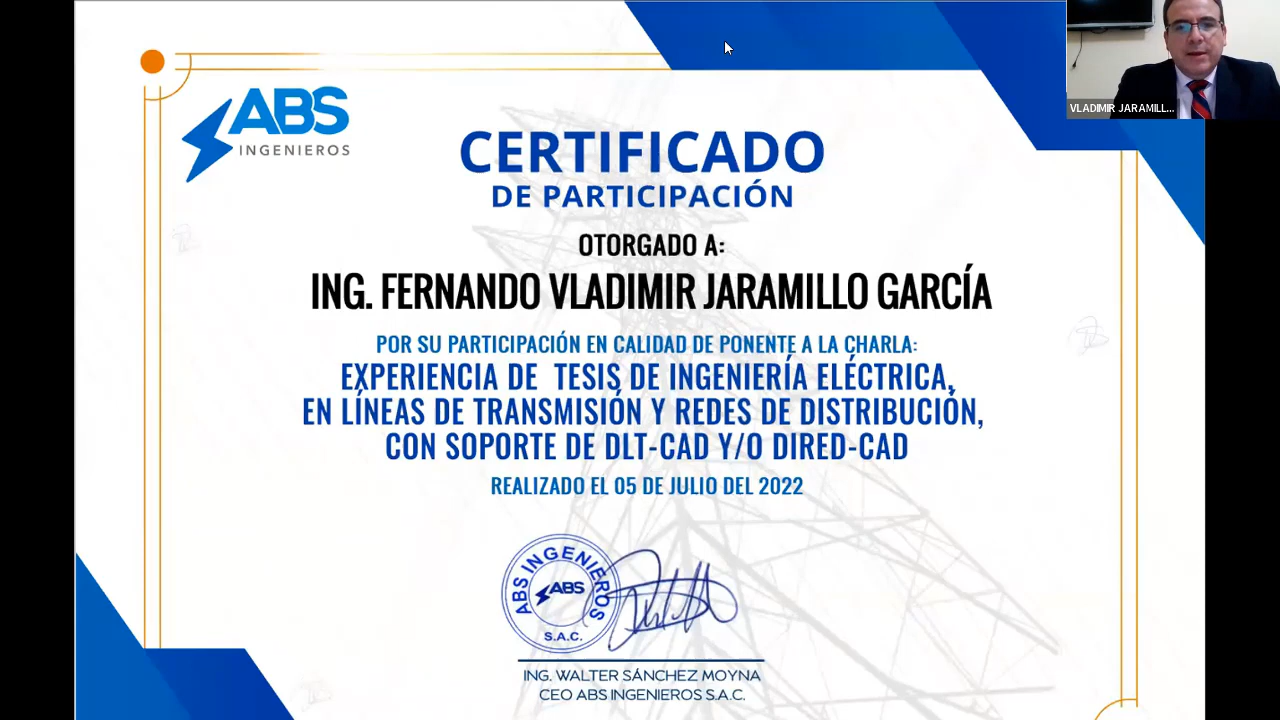 VLADIMIR JARAMILL...
ABS
INGENIEROS
CERTIFICADO
DE PARTICIPACIÓN
OTORGADO A:
ING. FERNANDO VLADIMIR JARAMILLO GARCÍA
POR SU PARTICIPACIÓN EN CALIDAD DE PONENTE A LA CHARLA:
EXPERIENCIA DE TESIS DE INGENIERÍA ELÉCTRICA,
EN LÍNEAS DE TRANSMISIÓN Y REDES DE DISTRIBUCIÓN,
CON SOPORTE DE DLT-CAD Y/O DIRED-CAD
REALIZADO EL 05 DE JULIO DEL 2022
ABS INGENIEROS
ABS
S.A.C.
ING. WALTER SÁNCHEZ MOYNA
CEO ABS INGENIEROS S.A.C.